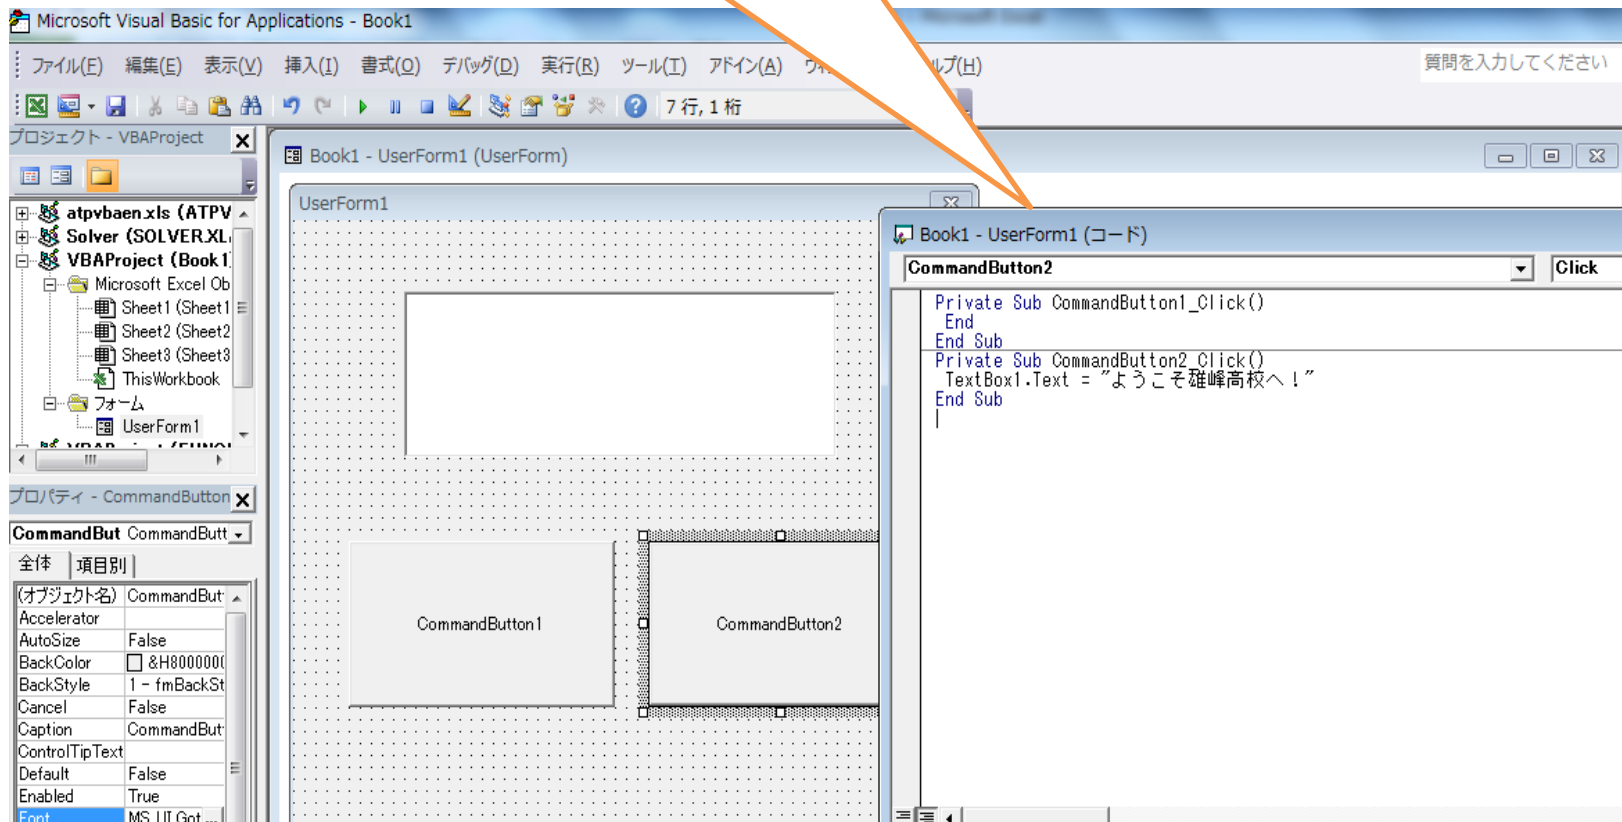 Microsoft Visual Basic for Applications - Book1
ファイル(F) 編集(E) 表示(V) 挿入(I) 書式(O) デバッグ(D) 実行(R) ツール(T) アドイン(A) ルプ(H)
質問を入力してください
7 行, 1 桁
プロジェクト - VBAProject
atpvbaen.xls (ATPV
Solver (SOLVER.XL
VBAProject (Book1
Microsoft Excel Ob
Sheet1 (Sheet1
Sheet2 (Sheet2
Sheet3 (Sheet3
ThisWorkbook
フォーム
UserForm1
プロパティ - CommandButton
CommandBut CommandButt
全体 項目別
(オブジェクト名) CommandBut
Accelerator
AutoSize False
BackColor &H8000000
BackStyle 1 - fmBackSt
Cancel False
Caption CommandBut
ControlTipText
Default False
Enabled True
Font MS UI Got ...
Book1 - UserForm1 (UserForm)
UserForm1
CommandButton1
CommandButton2
Book1 - UserForm1 (コード)
CommandButton2 Click
Private Sub CommandButton1_Click()
End
End Sub
Private Sub CommandButton2_Click()
TextBox1.Text = "ようこそ雄峰高校へ！"
End Sub